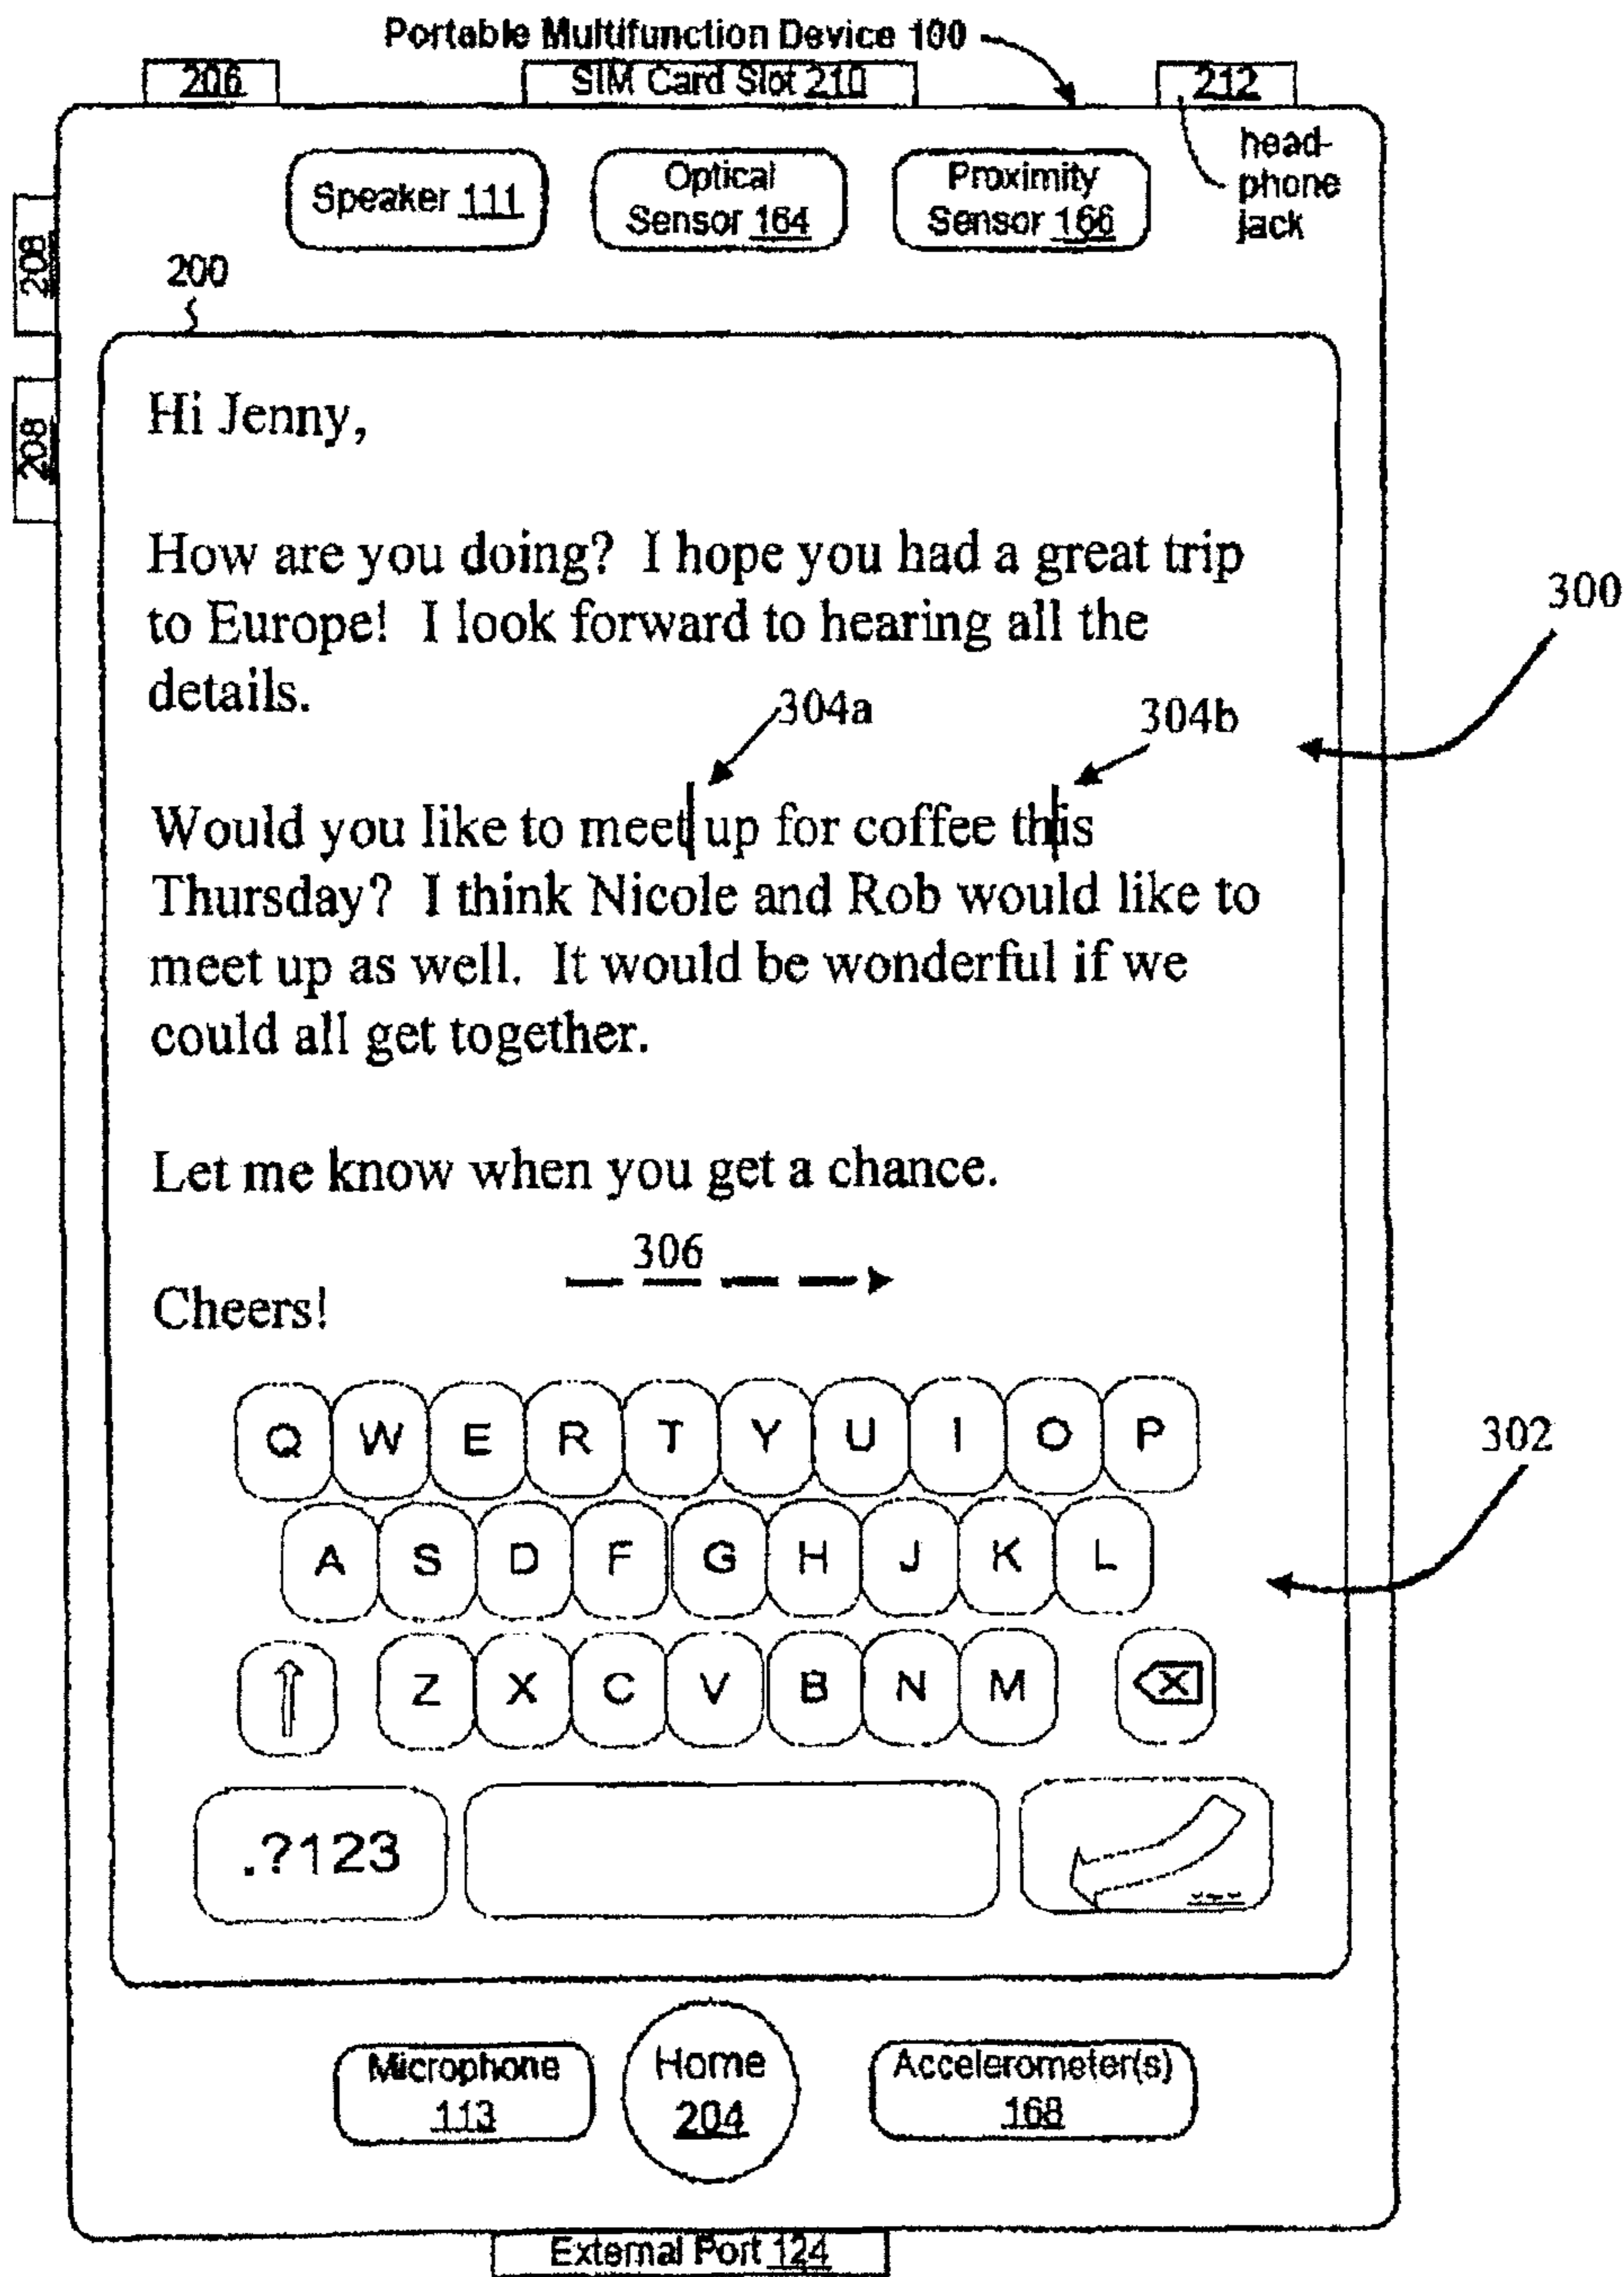 Portable Multifunction Device 100
206
SIM Card Slot 210
212
head-
phone
jack
Speaker 111
Optical
Sensor 164
Proximity
Sensor 166
208
200
208
Hi Jenny,
How are you doing? I hope you had a great trip
to Europe! I look forward to hearing all the
details.
300
304a
304b
Would you like to meet up for coffee this
Thursday? I think Nicole and Rob would like to
meet up as well. It would be wonderful if we
could all get together.
Let me know when you get a chance.
306
Cheers!
Q W E R T Y U I O P
302
A S D F G H J K L
Z X C V B N M
.?123
Microphone
113
Home
204
Accelerometer(s)
168
External Port 124